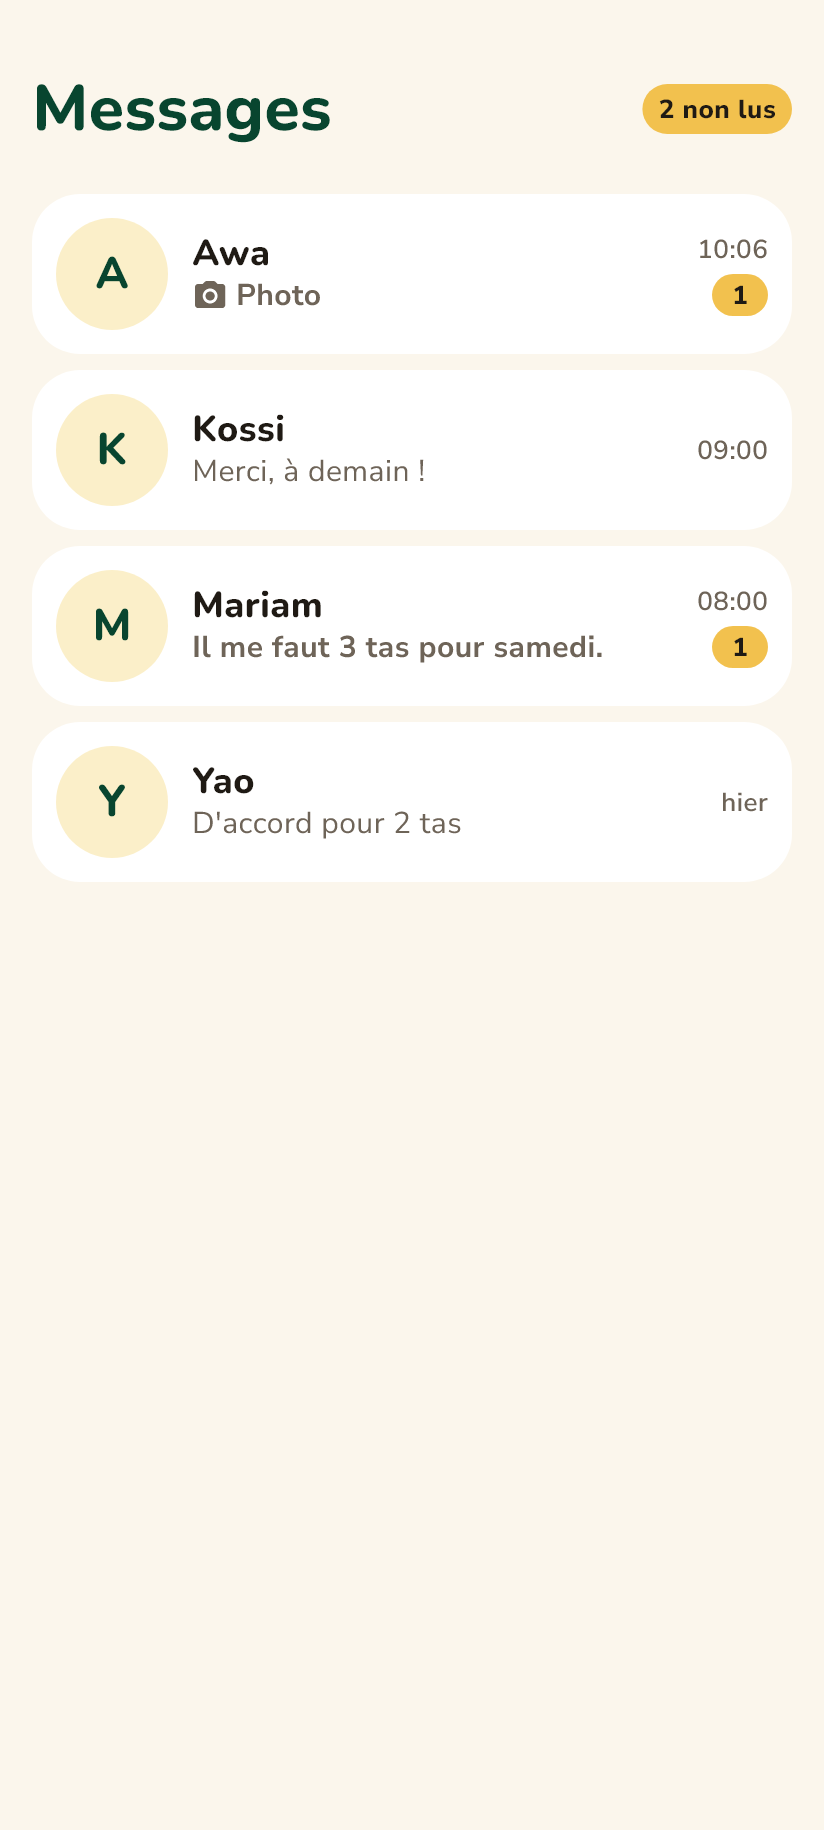 Messages
2 non lus
A
Awa
10:06
Photo
1
K
Kossi
Merci, à demain !
09:00
M
Mariam
08:00
Il me faut 3 tas pour samedi.
1
Y
Yao
D'accord pour 2 tas
hier